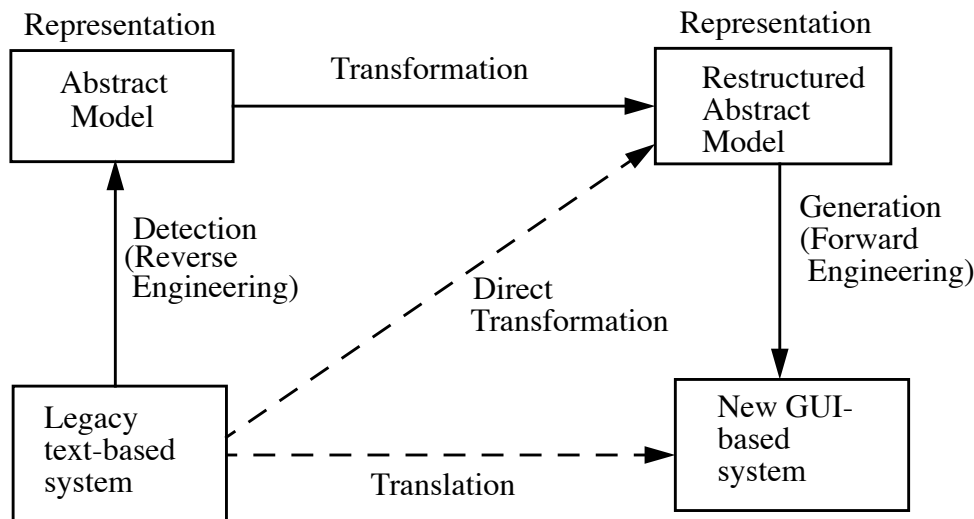 Representation
Abstract
Model
Transformation
Representation
Restructured
Abstract
Model
Detection
(Reverse
Engineering)
Generation
(Forward
Engineering)
Direct
Transformation
Legacy
text-based
system
Translation
New GUI-
based
system